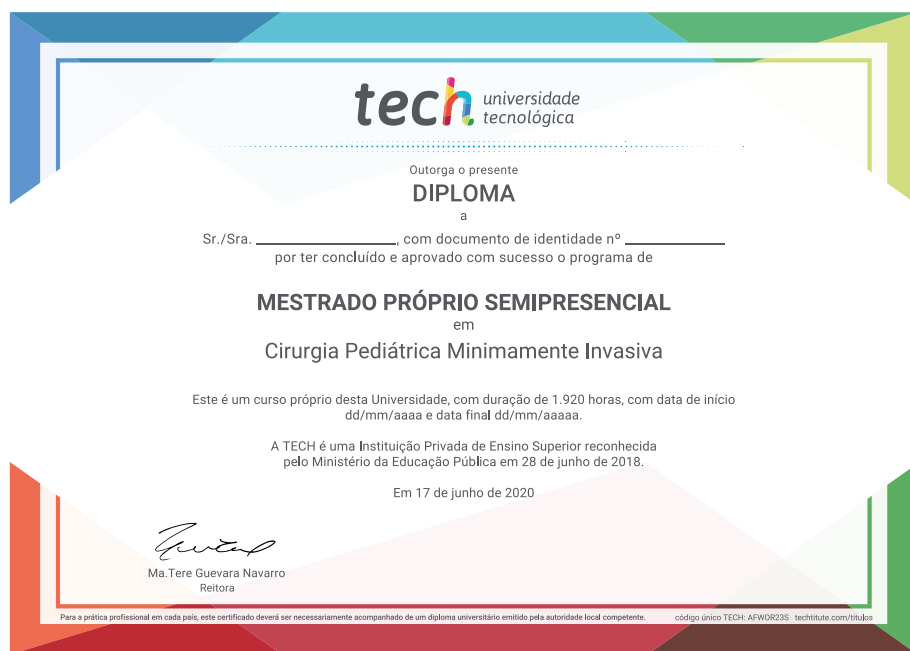 tech universidade
tecnológica
Outorga o presente
DIPLOMA
a
Sr./Sra. ____________________, com documento de identidade nº ______________
por ter concluído e aprovado com sucesso o programa de
MESTRADO PRÓPRIO SEMIPRESENCIAL
em
Cirurgia Pediátrica Minimamente Invasiva
Este é um curso próprio desta Universidade, com duração de 1.920 horas, com data de início
dd/mm/aaaa e data final dd/mm/aaaaa.
A TECH é uma Instituição Privada de Ensino Superior reconhecida
pelo Ministério da Educação Pública em 28 de junho de 2018.
Em 17 de junho de 2020
Ma.Tere Guevara Navarro
Reitora
Para a prática profissional em cada país, este certificado deverá ser necessariamente acompanhado de um diploma universitário emitido pela autoridade local competente. código único TECH: AFWOR23S techtitute.com/titulos